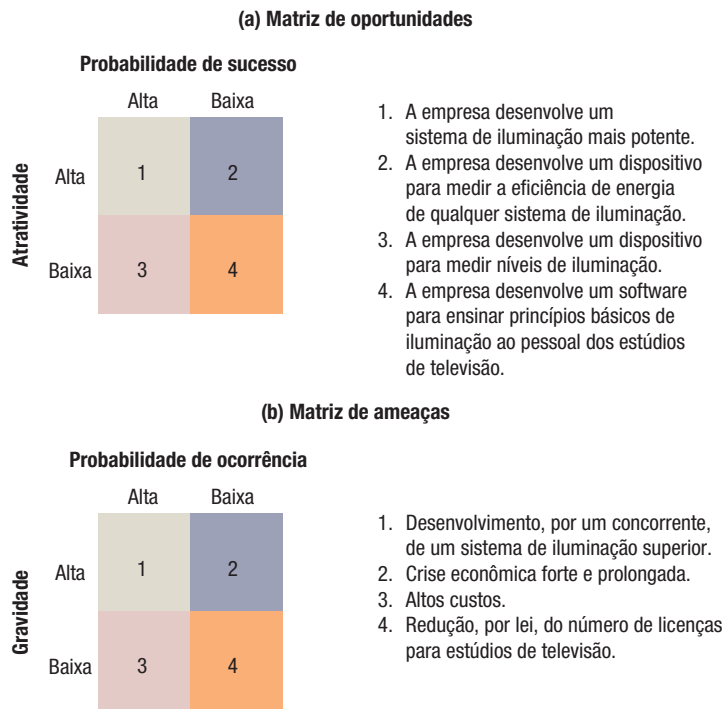 (a) Matriz de oportunidades
Probabilidade de sucesso
Alta Baixa
Atratividade
Alta 1 2
Baixa 3 4
1. A empresa desenvolve um
sistema de iluminação mais potente.
2. A empresa desenvolve um dispositivo
para medir a eficiência de energia
de qualquer sistema de iluminação.
3. A empresa desenvolve um dispositivo
para medir níveis de iluminação.
4. A empresa desenvolve um software
para ensinar princípios básicos de
iluminação ao pessoal dos estúdios
de televisão.
(b) Matriz de ameaças
Probabilidade de ocorrência
Alta Baixa
Gravidade
Alta 1 2
Baixa 3 4
1. Desenvolvimento, por um concorrente,
de um sistema de iluminação superior.
2. Crise econômica forte e prolongada.
3. Altos custos.
4. Redução, por lei, do número de licenças
para estúdios de televisão.